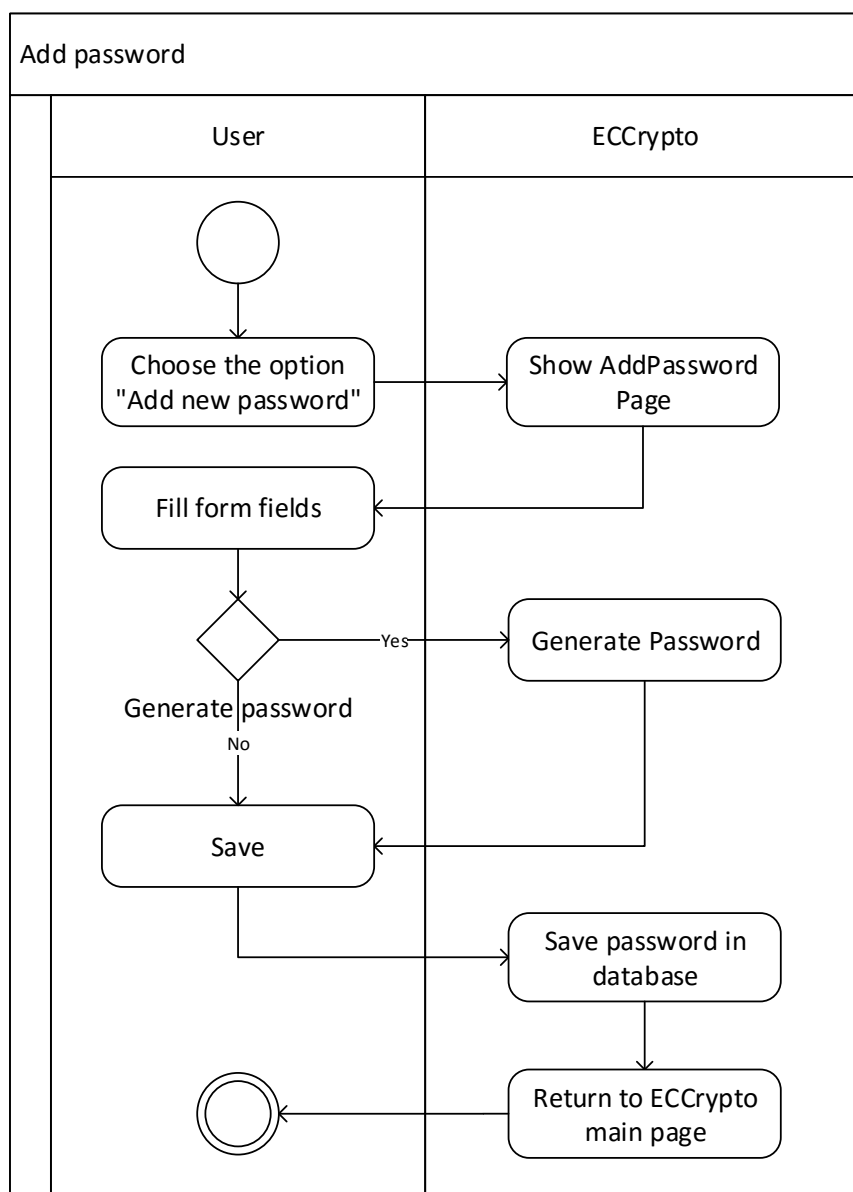 Add password
User
ECCrypto
Choose the option
"Add new password"
Show AddPassword
Page
Fill form fields
Yes
Generate Password
Generate password
No
Save
Save password in
database
Return to ECCrypto
main page